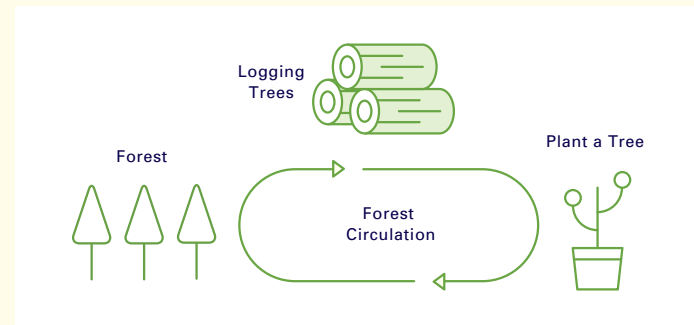 Logging
Trees
Plant a Tree
Forest
Forest
Circulation